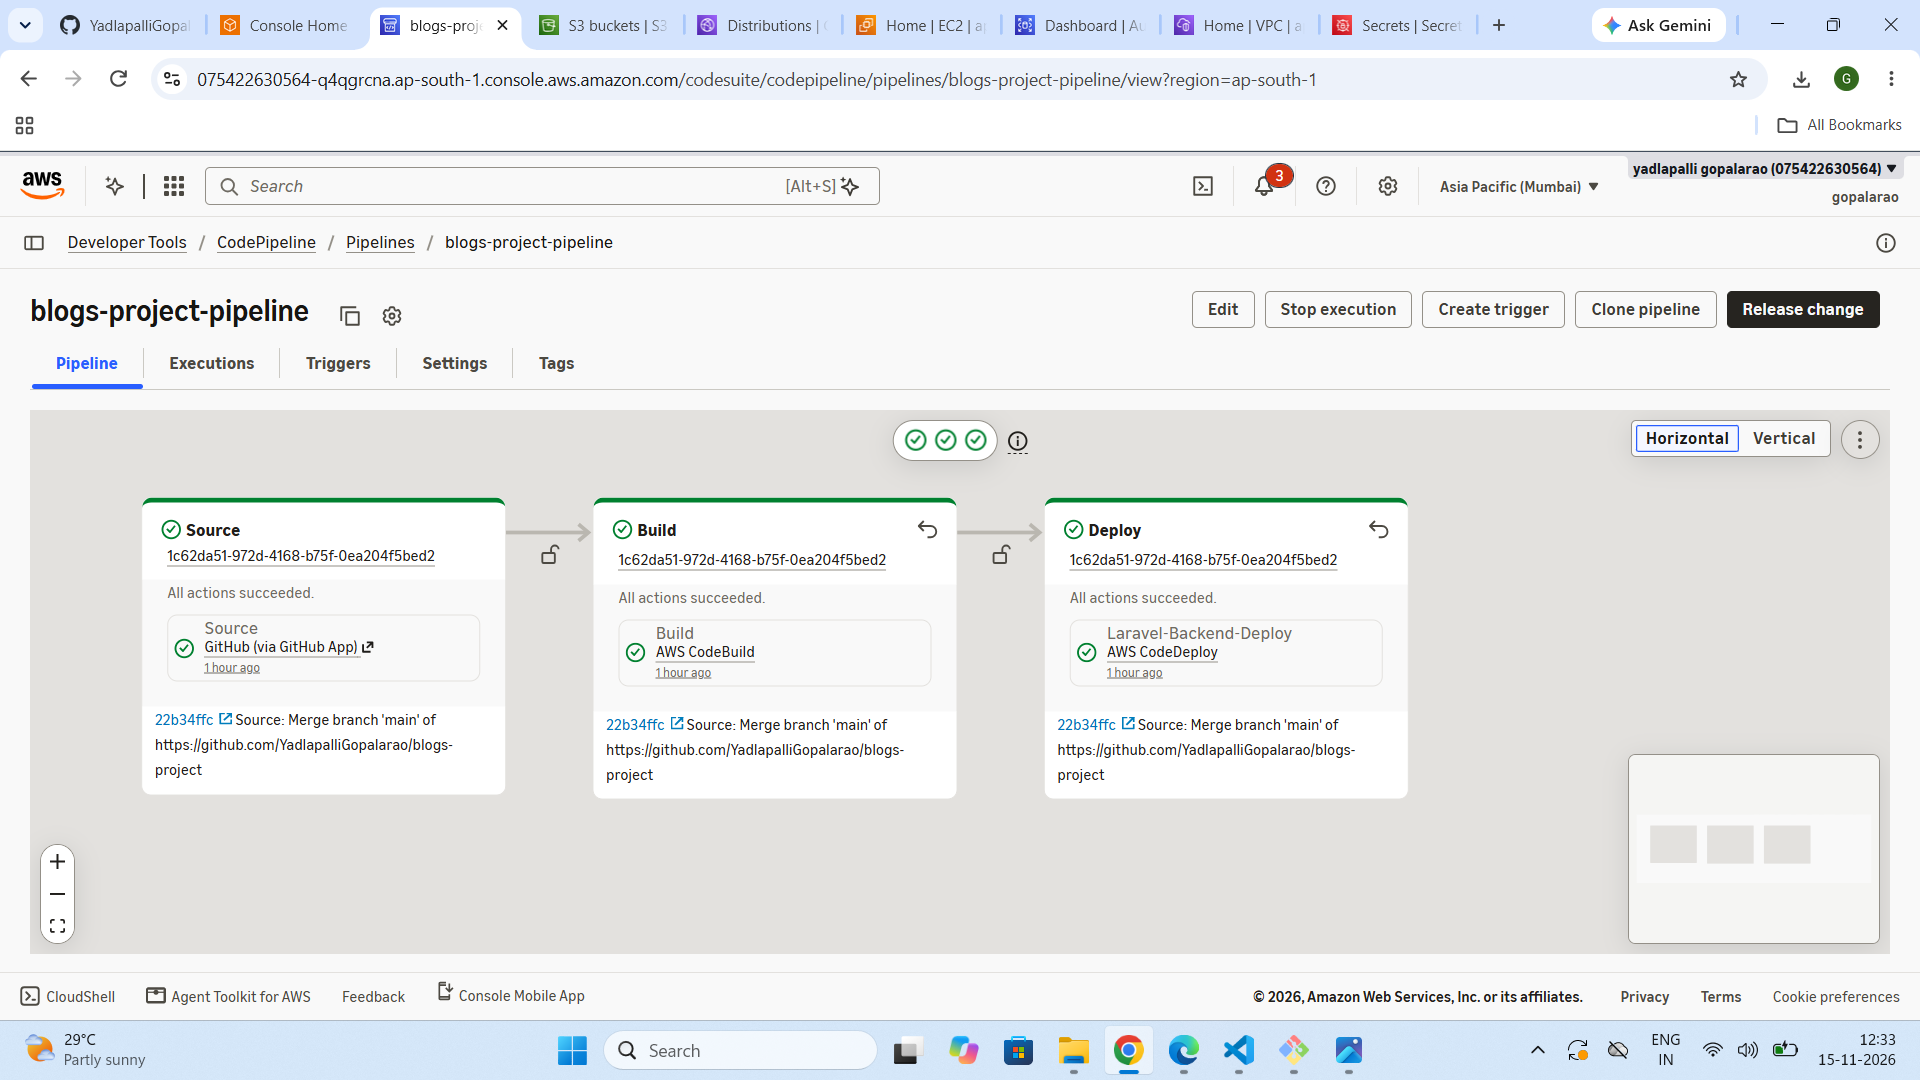 YadlapalliGopal
Console Home
blogs-proje
S3 buckets | S3
Distributions | C
Home | EC2 | ap
Dashboard | Au
Home | VPC | a
Secrets | Secret
Ask Gemini
075422630564-q4qgrcna.ap-south-1.console.aws.amazon.com/codesuite/codepipeline/pipelines/blogs-project-pipeline/view?region=ap-south-1
G
All Bookmarks
aws
Search
[Alt+S]
3
Asia Pacific (Mumbai)
yadlapalli gopalarao (075422630564)
gopalarao
Developer Tools / CodePipeline / Pipelines / blogs-project-pipeline
blogs-project-pipeline
Edit
Stop execution
Create trigger
Clone pipeline
Release change
Pipeline
Executions
Triggers
Settings
Tags
Horizontal
Vertical
Source
1c62da51-972d-4168-b75f-0ea204f5bed2
All actions succeeded.
Source
GitHub (via GitHub App)
1 hour ago
22b34ffc Source: Merge branch 'main' of
https://github.com/YadlapalliGopalarao/blogs-
project
Build
1c62da51-972d-4168-b75f-0ea204f5bed2
All actions succeeded.
Build
AWS CodeBuild
1 hour ago
22b34ffc Source: Merge branch 'main' of
https://github.com/YadlapalliGopalarao/blogs-
project
Deploy
1c62da51-972d-4168-b75f-0ea204f5bed2
All actions succeeded.
Laravel-Backend-Deploy
AWS CodeDeploy
1 hour ago
22b34ffc Source: Merge branch 'main' of
https://github.com/YadlapalliGopalarao/blogs-
project
CloudShell
Agent Toolkit for AWS
Feedback
Console Mobile App
© 2026, Amazon Web Services, Inc. or its affiliates.
Privacy
Terms
Cookie preferences
29°C
Partly sunny
Search
ENG
IN
12:33
15-11-2026